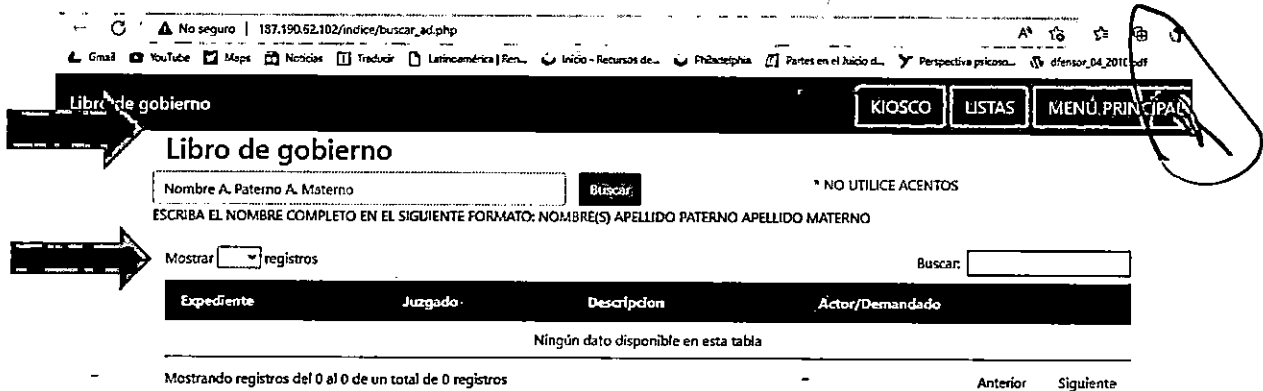 No seguro | 187.190.62.102/indice/buscar_ad.php
Gmail YouTube Maps Noticias Traducir Latincamérica | Ren... Inicio - Recursos de... Philadelphia Partes en el Juicio d... Perspectiva psicoso... dfensor_04_2010.pdf
Libro de gobierno KIOSCO LISTAS MENÚ PRINCIPAL
Libro de gobierno
Nombre A. Paterno A. Materno Buscar * NO UTILICE ACENTOS
ESCRIBA EL NOMBRE COMPLETO EN EL SIGUIENTE FORMATO: NOMBRE(S) APELLIDO PATERNO APELLIDO MATERNO
Mostrar registros Buscar:
Expediente Juzgado Descripcion Actor/Demandado
Ningún dato disponible en esta tabla
Mostrando registros del 0 al 0 de un total de 0 registros Anterior Siguiente